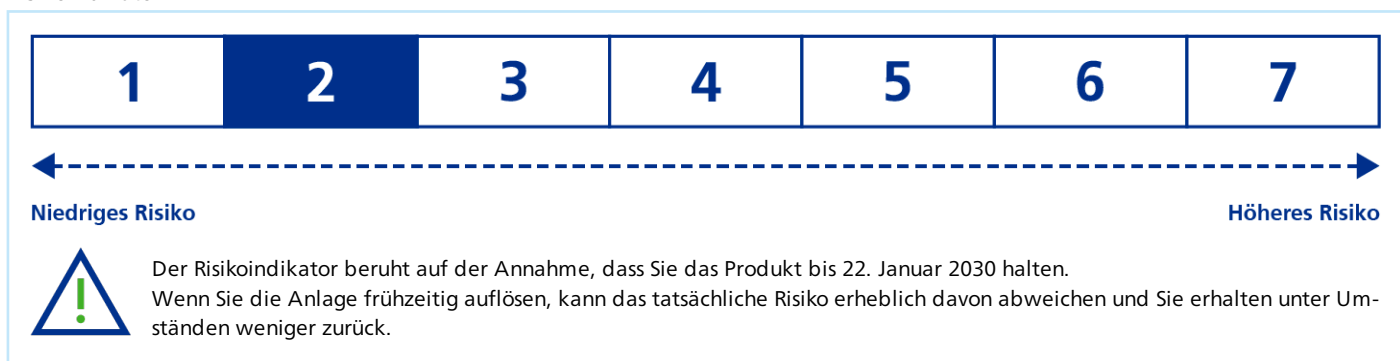 1 2 3 4 5 6 7
Niedriges Risiko Höheres Risiko
Der Risikoindikator beruht auf der Annahme, dass Sie das Produkt bis 22. Januar 2030 halten.
Wenn Sie die Anlage frühzeitig auflösen, kann das tatsächliche Risiko erheblich davon abweichen und Sie erhalten unter Um-
ständen weniger zurück.